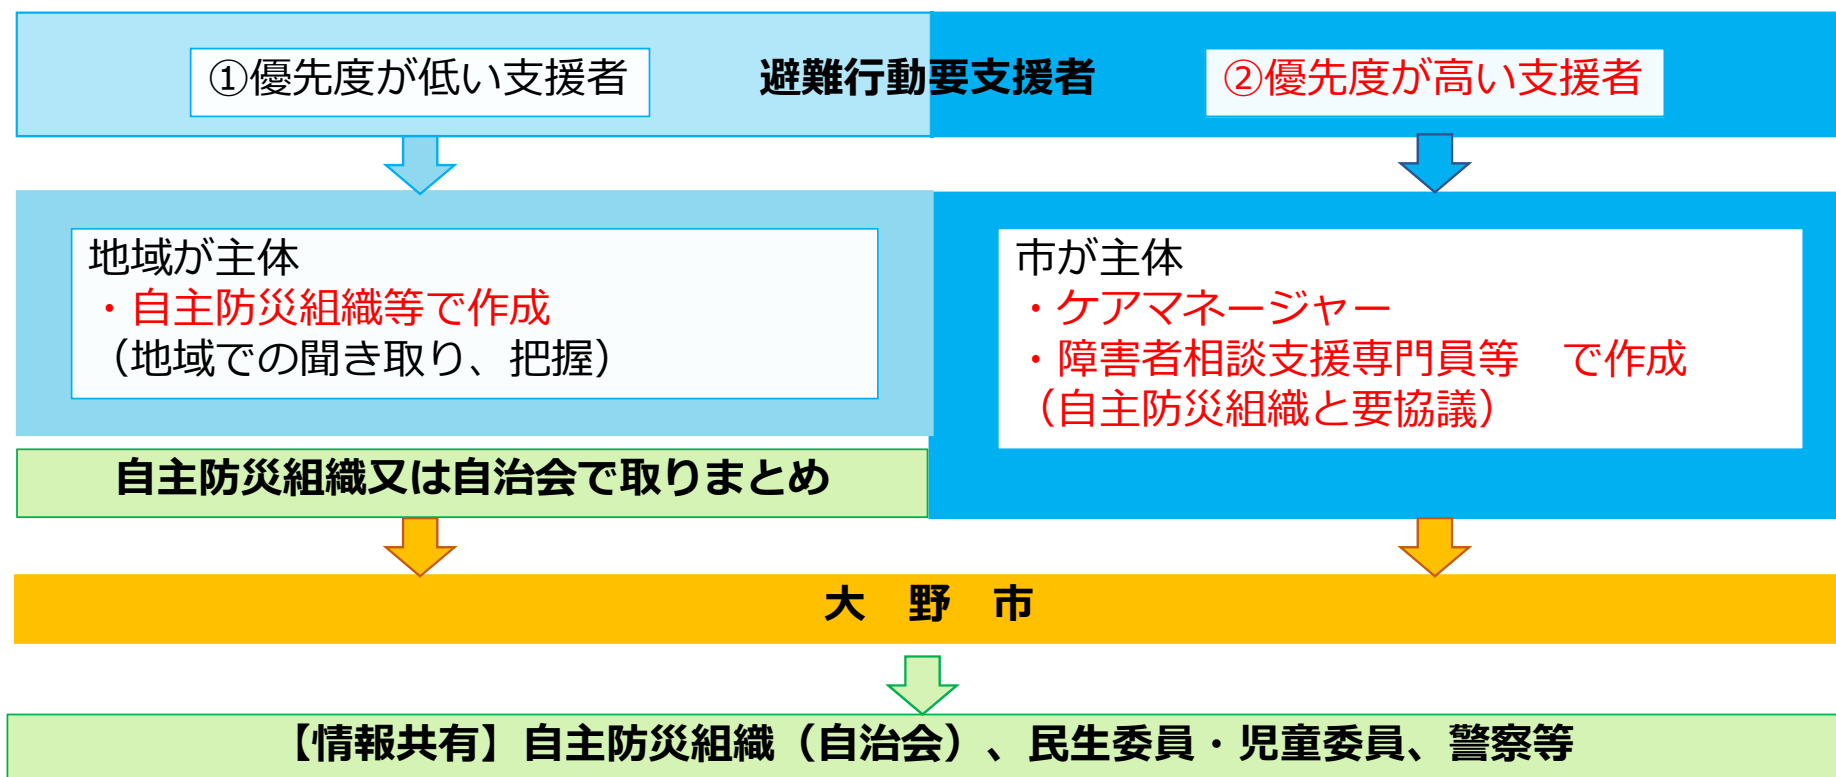 ①優先度が低い支援者
避難行動要支援者
②優先度が高い支援者
地域が主体
・自主防災組織等で作成
（地域での聞き取り、把握）
市が主体
・ケアマネージャー
・障害者相談支援専門員等　で作成
（自主防災組織と要協議）
自主防災組織又は自治会で取りまとめ
大　野　市
【情報共有】自主防災組織（自治会）、民生委員・児童委員、警察等